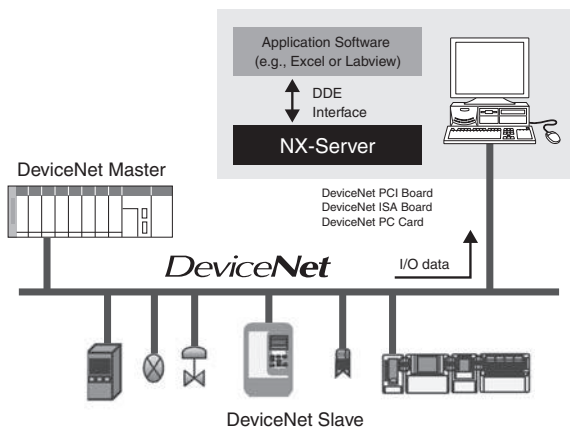 Application Software
(e.g., Excel or Labview)
DDE
Interface
NX-Server
DeviceNet Master
DeviceNet PCI Board
DeviceNet ISA Board
DeviceNet PC Card
DeviceNet
I/O data
DeviceNet Slave